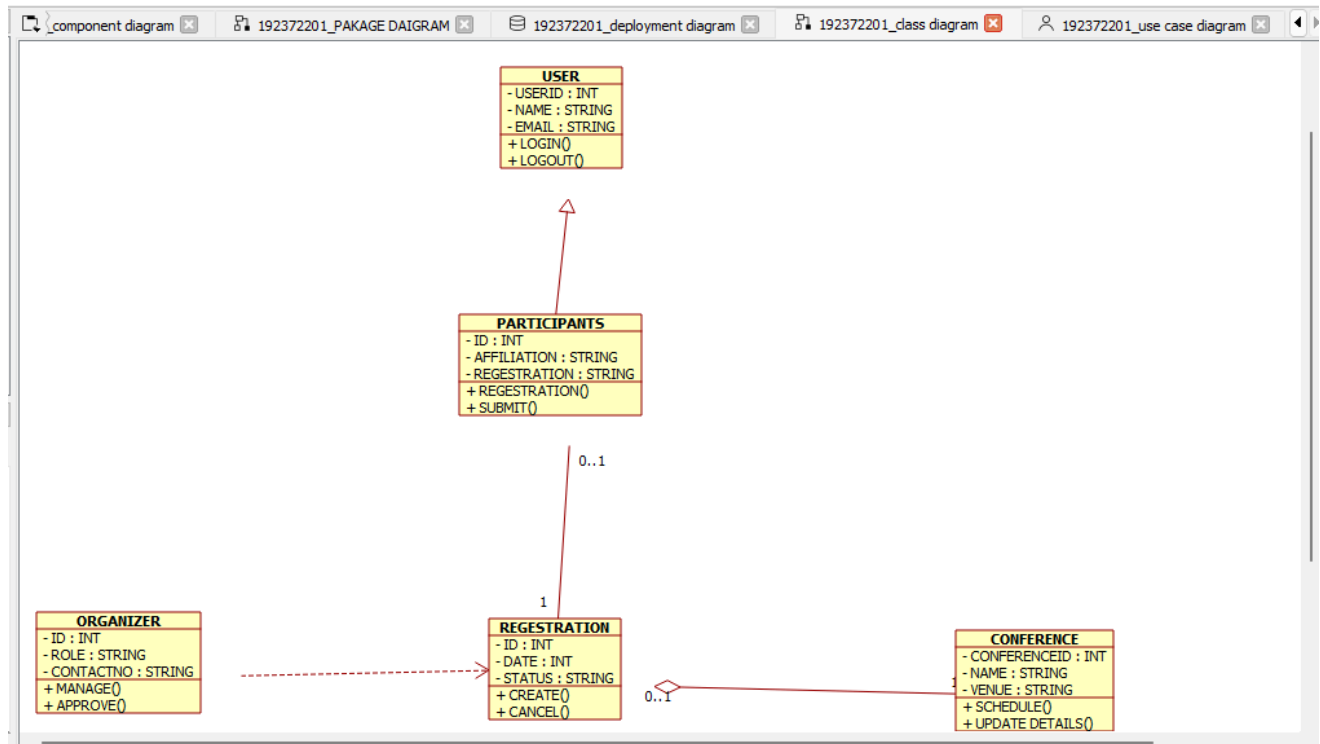 _component diagram
192372201_PAKAGE DAIGRAM
192372201_deployment diagram
192372201_class diagram
192372201_use case diagram
USER
- USERID : INT
- NAME : STRING
- EMAIL : STRING
+ LOGIN()
+ LOGOUT()
PARTICIPANTS
- ID : INT
- AFFILIATION : STRING
- REGESTRATION : STRING
+ REGESTRATION()
+ SUBMIT()
0..1
1
ORGANIZER
- ID : INT
- ROLE : STRING
- CONTACTNO : STRING
+ MANAGE()
+ APPROVE()
REGESTRATION
- ID : INT
- DATE : INT
- STATUS : STRING
+ CREATE()
+ CANCEL()
0..1
1
CONFERENCE
- CONFERENCEID : INT
- NAME : STRING
- VENUE : STRING
+ SCHEDULE()
+ UPDATE DETAILS()